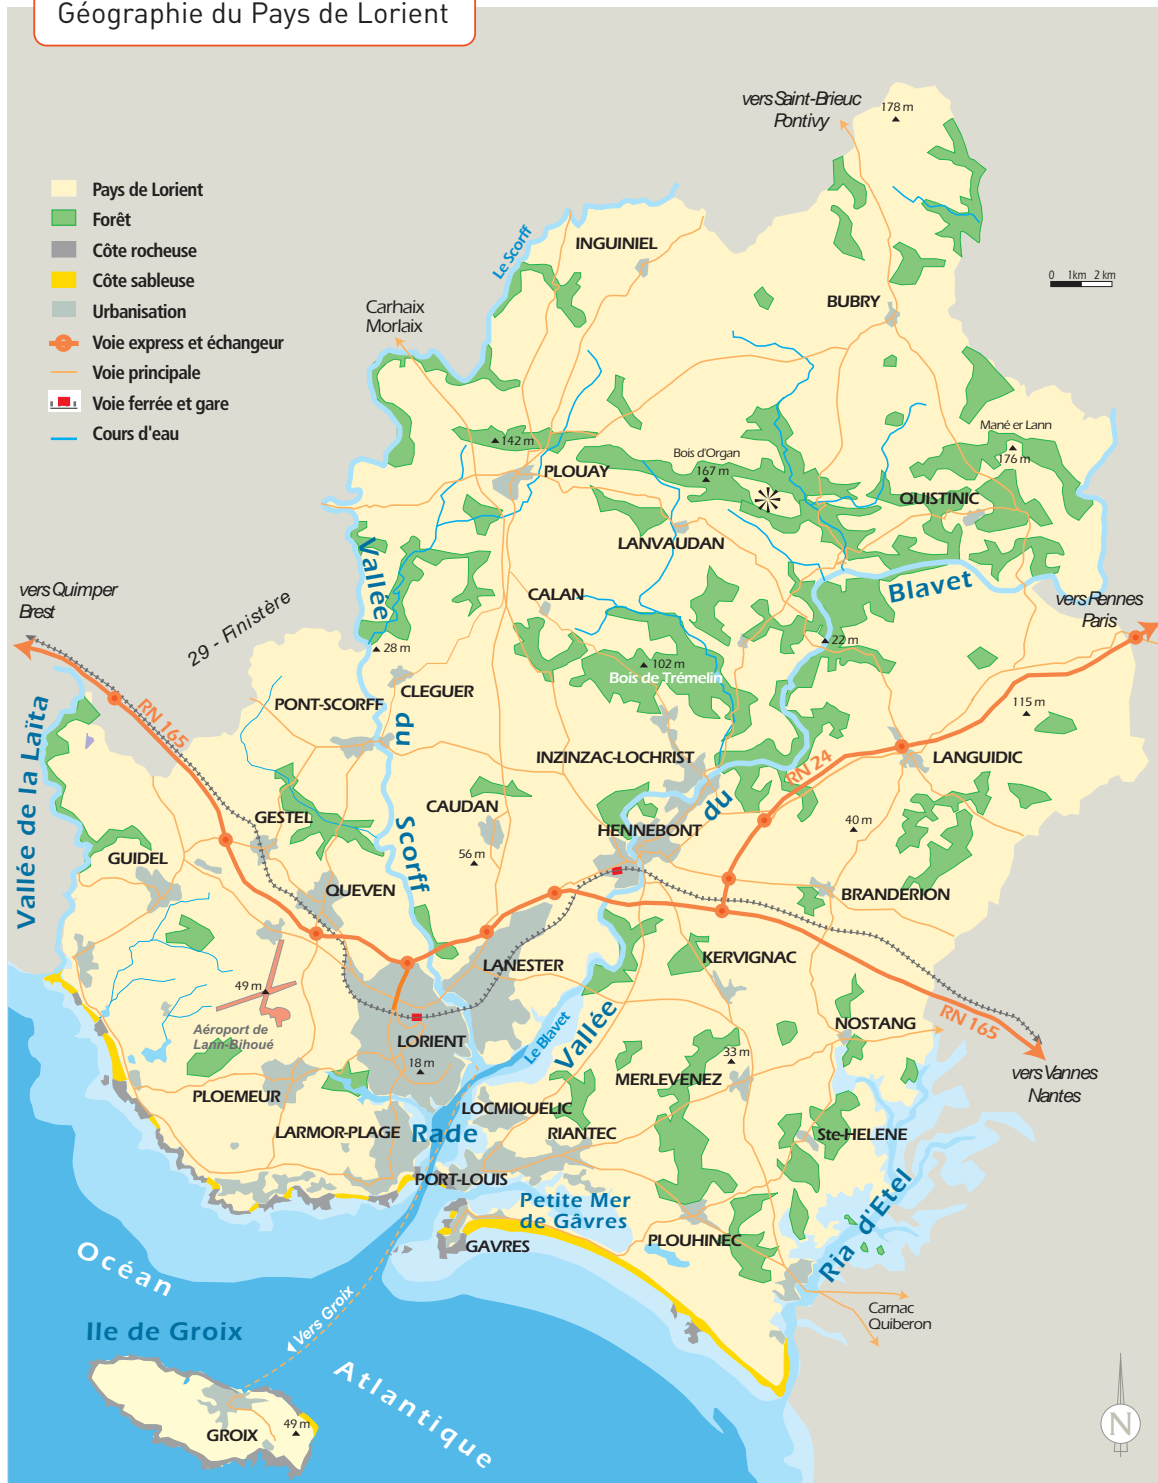 Géographie du Pays de Lorient
Pays de Lorient
Forêt
Côte rocheuse
Côte sableuse
Urbanisation
Voie express et échangeur
Voie principale
Voie ferrée et gare
Cours d'eau
vers Saint-Brieuc
Pontivy
178 m
0 1km 2 km
INGUINIEL
Le Scorff
BUBRY
Carhaix
Morlaix
142 m
PLOUAY
Bois d'Organ
167 m
Mané er Lann
176 m
QUISTINIC
LANVAUDAN
Vallée
du
Scorff
CALAN
Blavet
vers Quimper
Brest
29 - Finistère
vers Rennes
Paris
28 m
22 m
102 m
Bois de Trémelin
CLEGUER
PONT-SCORFF
RN 165
115 m
Vallée de la Laïta
INZINZAC-LOCHRIST
RN 24
LANGUIDIC
du
CAUDAN
GESTEL
HENNEBONT
40 m
56 m
GUIDEL
QUEVEN
BRANDERION
LANESTER
KERVIGNAC
49 m
Aéroport de
Lann-Bihoué
LORIENT
18 m
Le Blavet
Vallée
NOSTANG
RN 165
33 m
MERLEVENEZ
vers Vannes
Nantes
PLOEMEUR
LOCMIQUELIC
LARMOR-PLAGE
Rade
RIANTEC
Ste-HELENE
PORT-LOUIS
Petite Mer
de Gâvres
Ria d'Etel
GAVRES
PLOUHINEC
Océan
Vers Groix
Carnac
Quiberon
Ile de Groix
Atlantique
49 m
GROIX
N